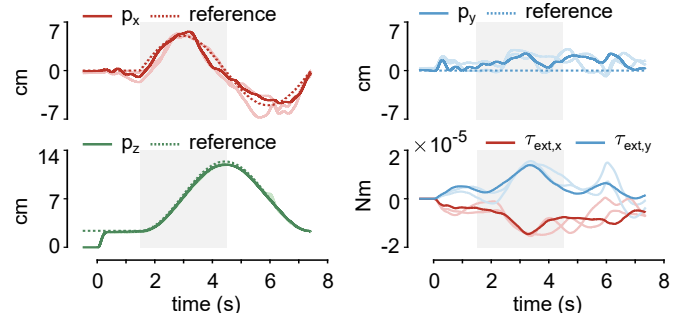 7 p_x reference
0
-7
cm
7 p_y reference
0
-7
cm
14 p_z reference
7
0
cm
0 2 4 6 8
time (s)
×10^-5 τ_ext,x τ_ext,y
2
0
-2
Nm
0 2 4 6 8
time (s)